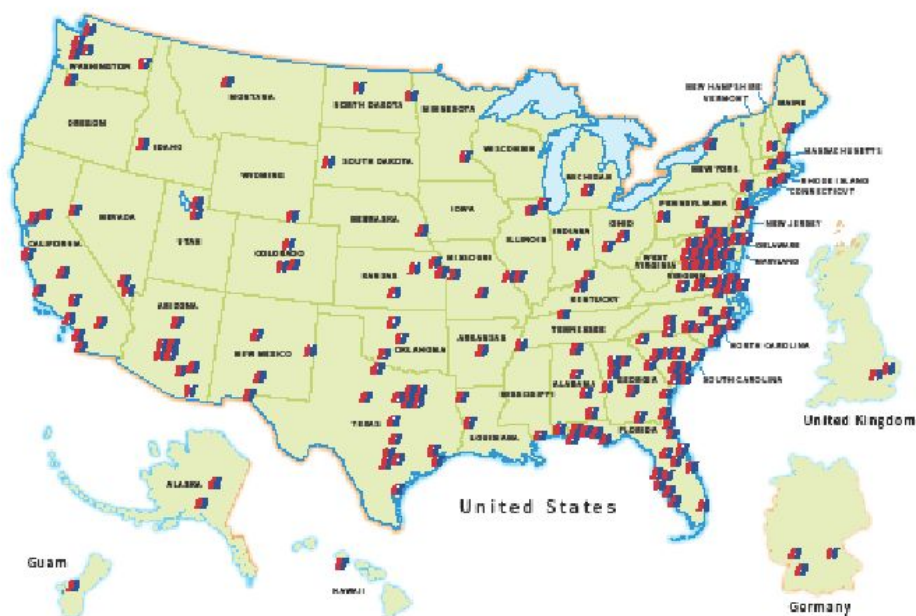 NEW HAMPSHIRE
VERMONT
MAINE
WASHINGTON
MONTANA
NORTH DAKOTA
MINNESOTA
OREGON
IDAHO
SOUTH DAKOTA
WISCONSIN
MICHIGAN
NEW YORK
MASSACHUSETTS
RHODE ISLAND
CONNECTICUT
WYOMING
NEBRASKA
IOWA
PENNSYLVANIA
NEVADA
UTAH
COLORADO
ILLINOIS
INDIANA
OHIO
NEW JERSEY
DELAWARE
MARYLAND
CALIFORNIA
KANSAS
MISSOURI
WEST
VIRGINIA
VIRGINIA
KENTUCKY
ARIZONA
NEW MEXICO
OKLAHOMA
ARKANSAS
TENNESSEE
NORTH CAROLINA
SOUTH CAROLINA
MISSISSIPPI
ALABAMA
GEORGIA
TEXAS
LOUISIANA
FLORIDA
United Kingdom
ALASKA
United States
Guam
HAWAII
Germany